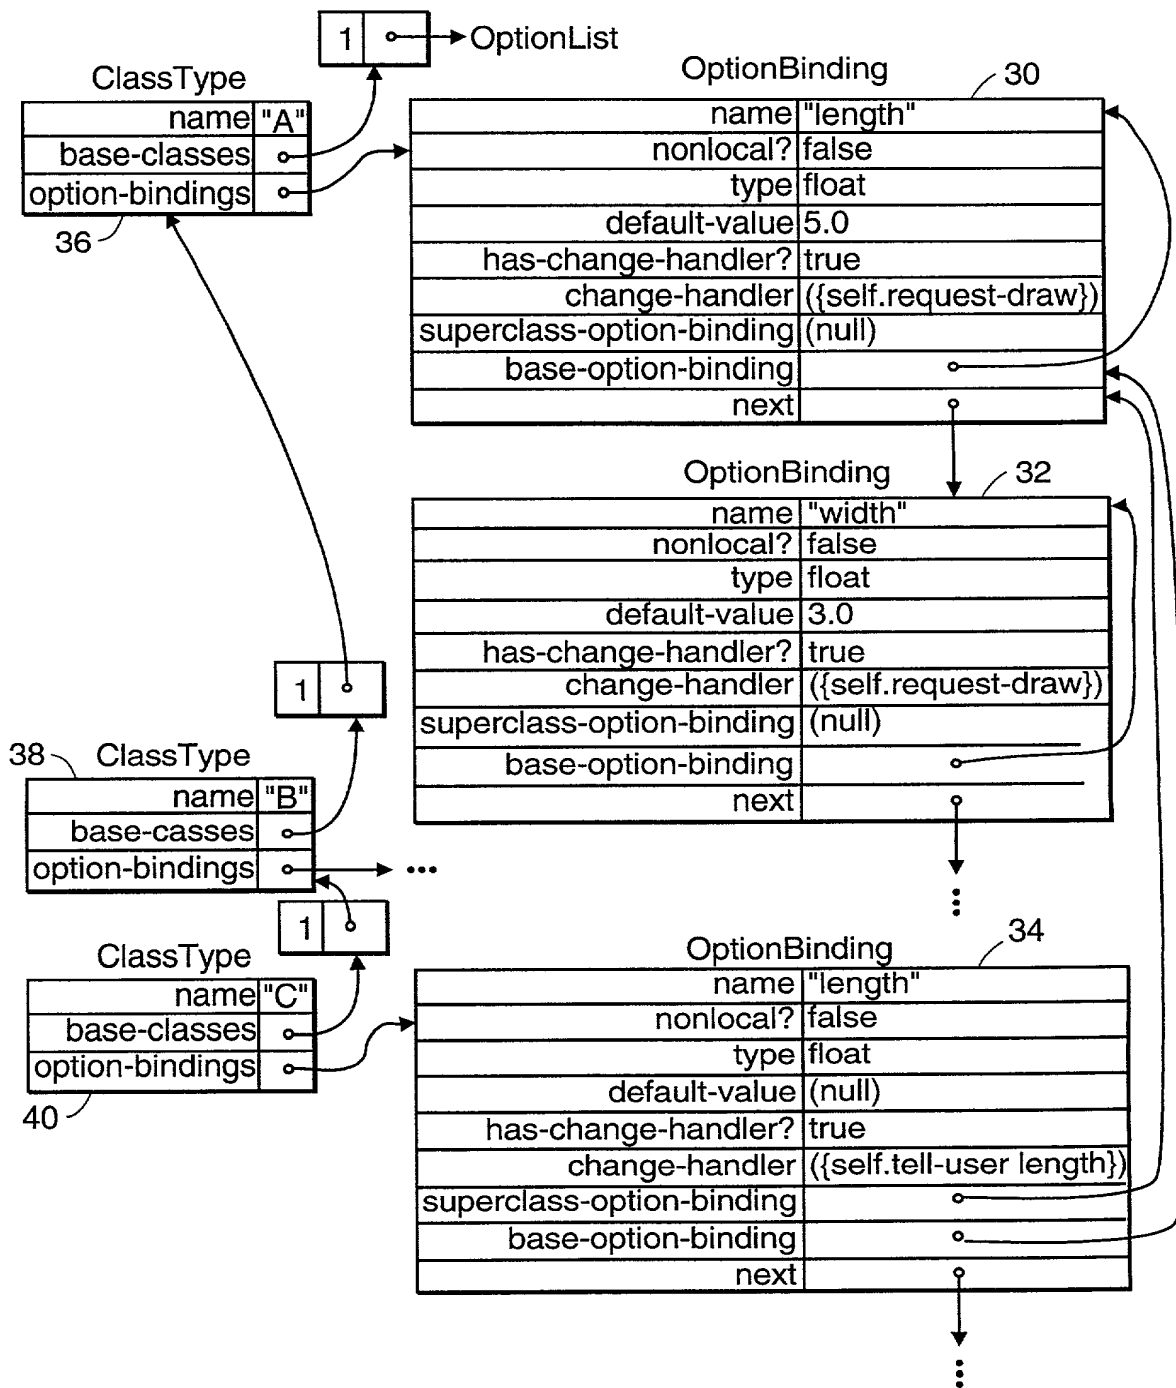 1 OptionList
ClassType
name "A"
base-classes
option-bindings
36
OptionBinding
30
name "length"
nonlocal? false
type float
default-value 5.0
has-change-handler? true
change-handler ({self.request-draw})
superclass-option-binding (null)
base-option-binding
next
OptionBinding
32
name "width"
nonlocal? false
type float
default-value 3.0
has-change-handler? true
change-handler ({self.request-draw})
superclass-option-binding (null)
base-option-binding
next
•••
1
38
ClassType
name "B"
base-casses
option-bindings •••
1
ClassType
name "C"
base-classes
option-bindings
40
OptionBinding
34
name "length"
nonlocal? false
type float
default-value (null)
has-change-handler? true
change-handler ({self.tell-user length})
superclass-option-binding
base-option-binding
next
•••